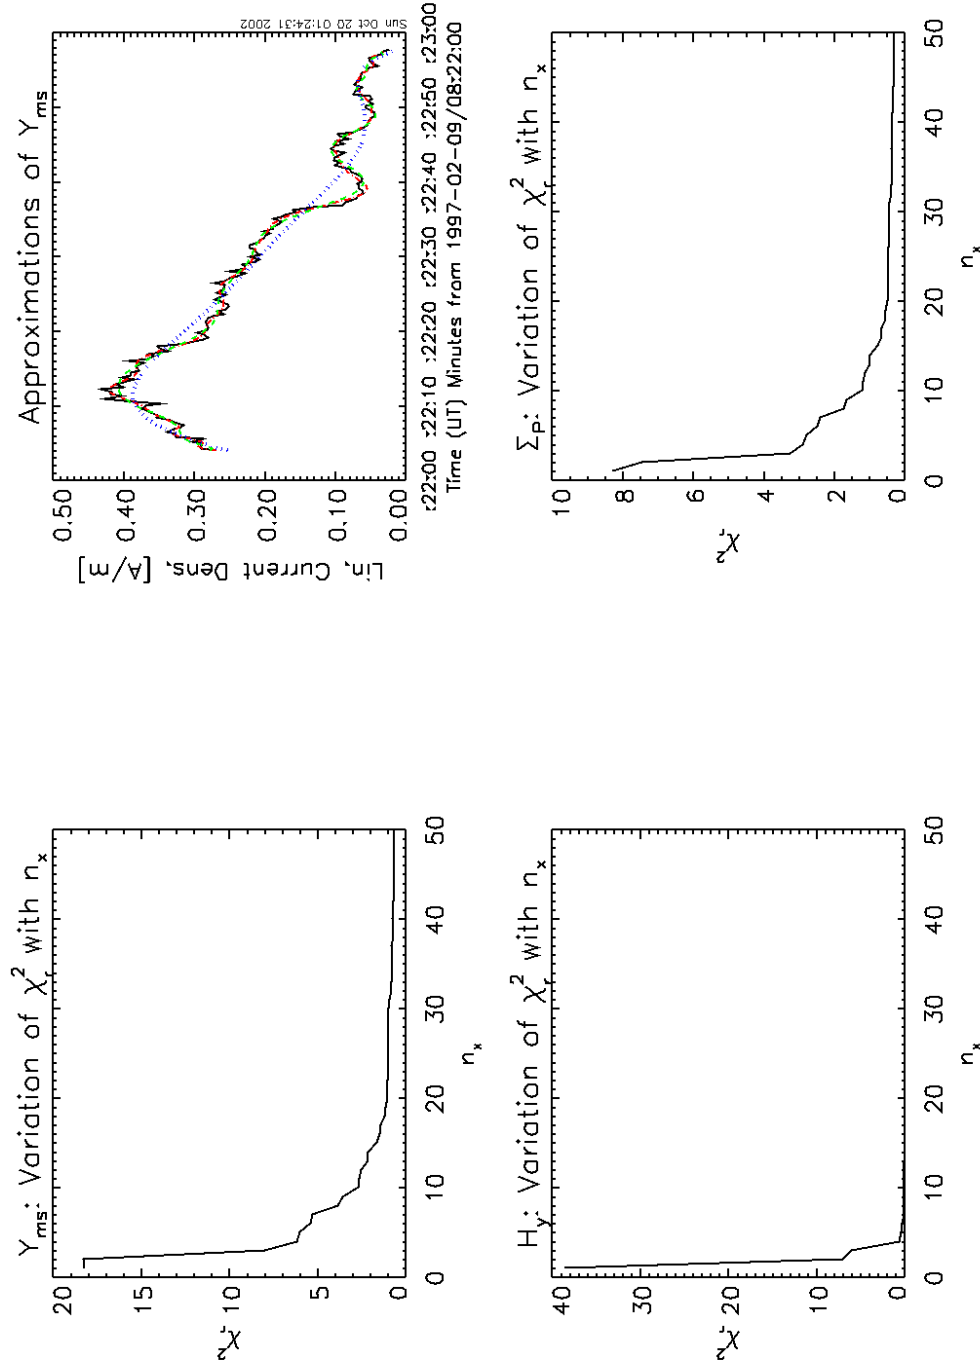 Y_ms: Variation of χ_r^2 with n_x
20
15
10
5
0
χ_r^2
0 10 20 30 40 50
n_x
Approximations of Y_ms
0.50
0.40
0.30
0.20
0.10
0.00
Lin. Current Dens. [A/m]
:22:00 :22:10 :22:20 :22:30 :22:40 :22:50 :23:00
Time (UT) Minutes from 1997-02-09/08:22:00
Sun Oct 20 01:24:31 2002
H_y: Variation of χ_r^2 with n_x
40
30
20
10
0
χ_r^2
0 10 20 30 40 50
n_x
Σ_P: Variation of χ_r^2 with n_x
10
8
6
4
2
0
χ_r^2
0 10 20 30 40 50
n_x